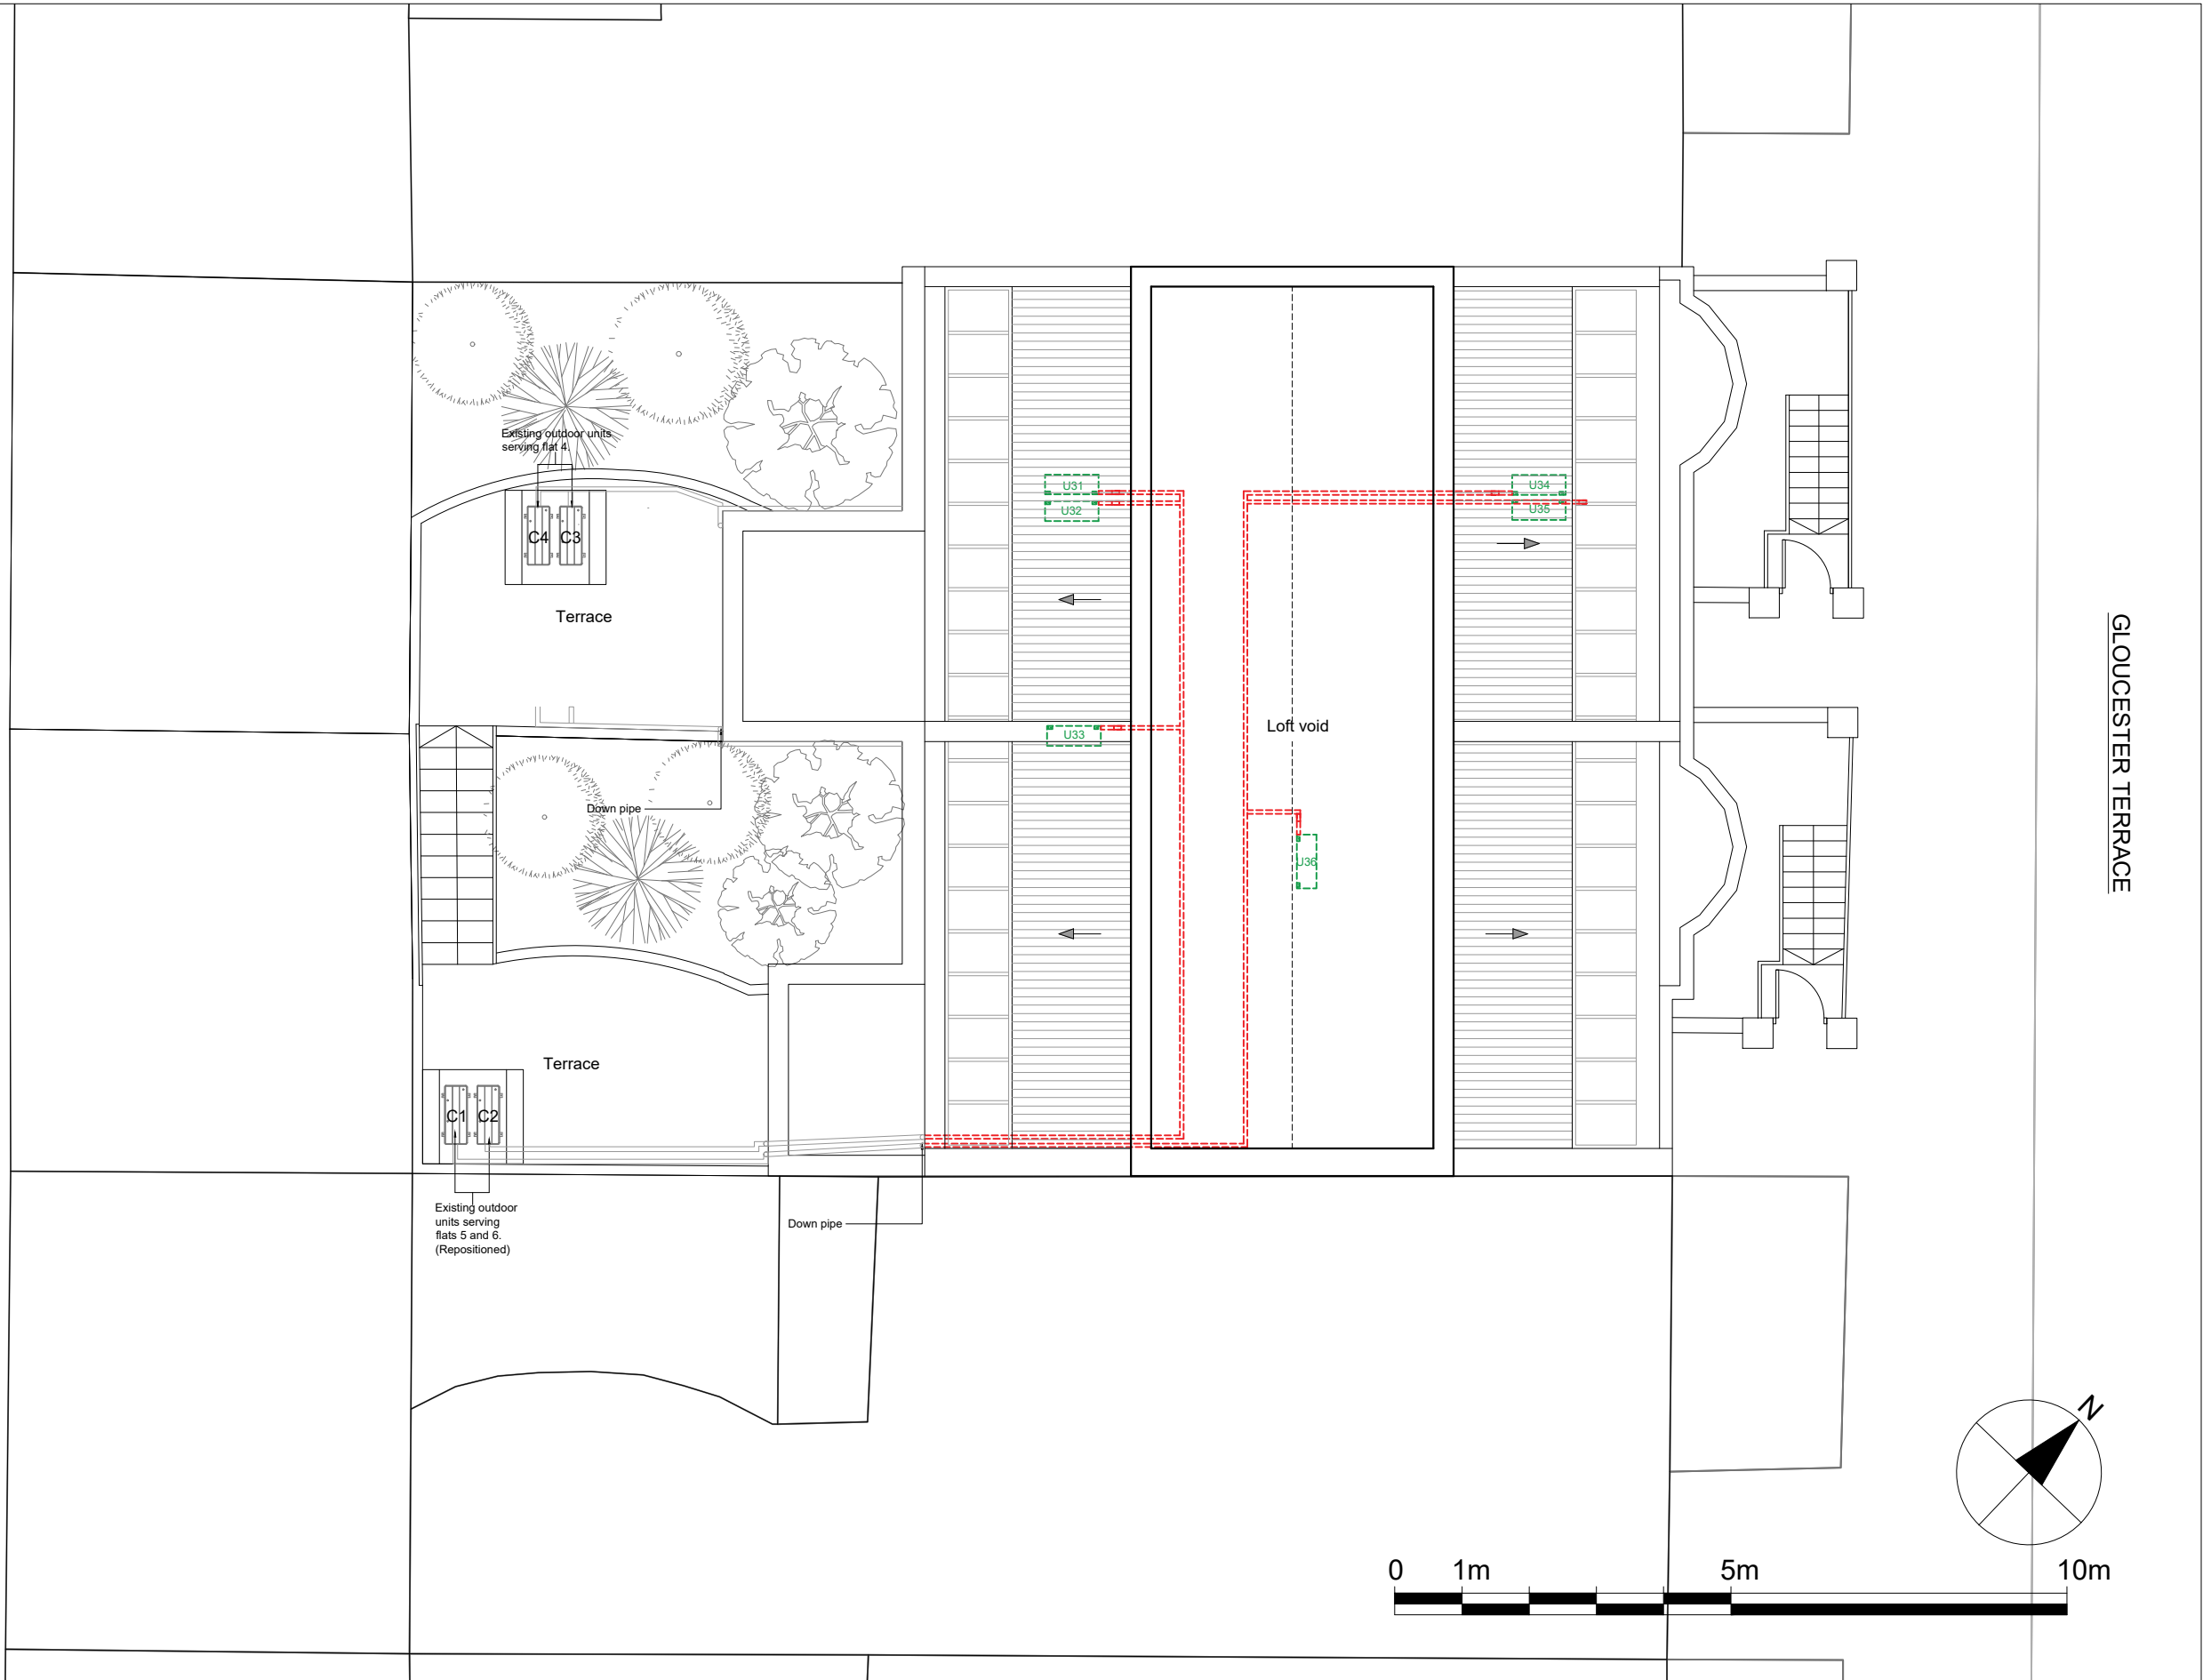 Existing outdoor units
serving flat 4.
U31
U32
U34
U35
C4
C3
Terrace
GLOUCESTER TERRACE
Loft void
U33
Down pipe
U36
Terrace
C1
C2
Existing outdoor
units serving
flats 5 and 6.
(Repositioned)
Down pipe
N
0 1m 5m 10m